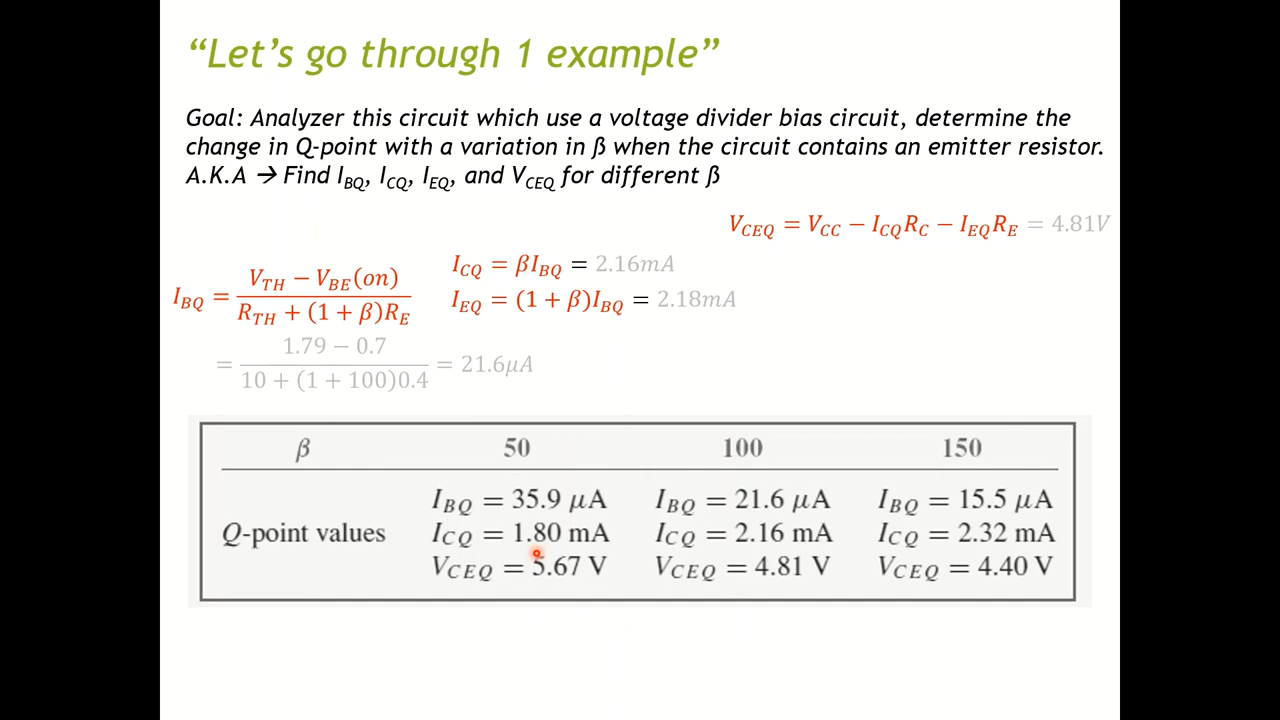 “Let’s go through 1 example”
Goal: Analyzer this circuit which use a voltage divider bias circuit, determine the
change in Q-point with a variation in β when the circuit contains an emitter resistor.
A.K.A → Find I_BQ, I_CQ, I_EQ, and V_CEQ for different β
V_CEQ = V_CC − I_CQ R_C − I_EQ R_E = 4.81V
I_BQ = (V_TH − V_BE(on)) / (R_TH + (1 + β)R_E)
I_CQ = βI_BQ = 2.16mA
I_EQ = (1 + β)I_BQ = 2.18mA
= (1.79 − 0.7) / (10 + (1 + 100)0.4) = 21.6μA
β 50 100 150
I_BQ = 35.9 μA I_BQ = 21.6 μA I_BQ = 15.5 μA
Q-point values I_CQ = 1.80 mA I_CQ = 2.16 mA I_CQ = 2.32 mA
V_CEQ = 5.67 V V_CEQ = 4.81 V V_CEQ = 4.40 V